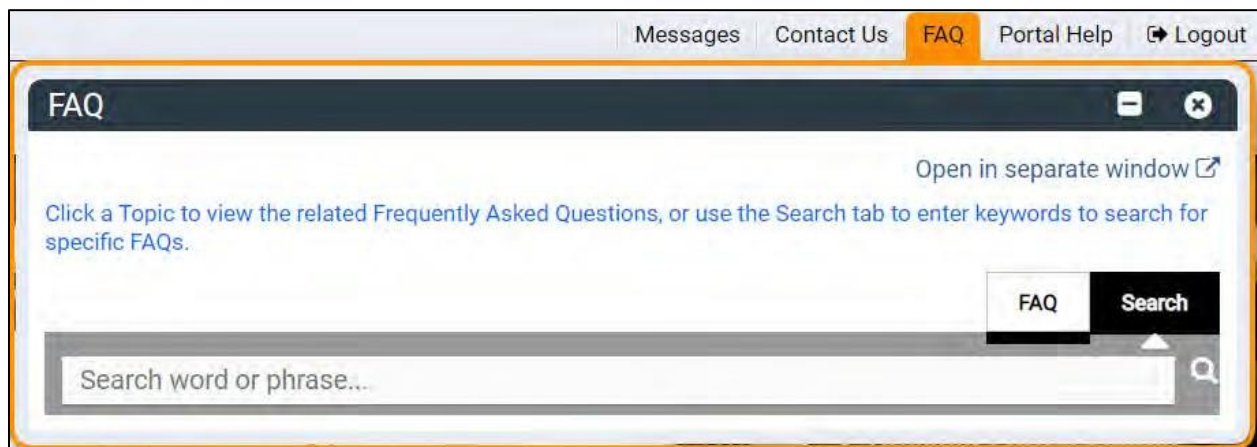 Messages Contact Us FAQ Portal Help Logout
FAQ
Open in separate window
Click a Topic to view the related Frequently Asked Questions, or use the Search tab to enter keywords to search for
specific FAQs.
FAQ Search
Search word or phrase...